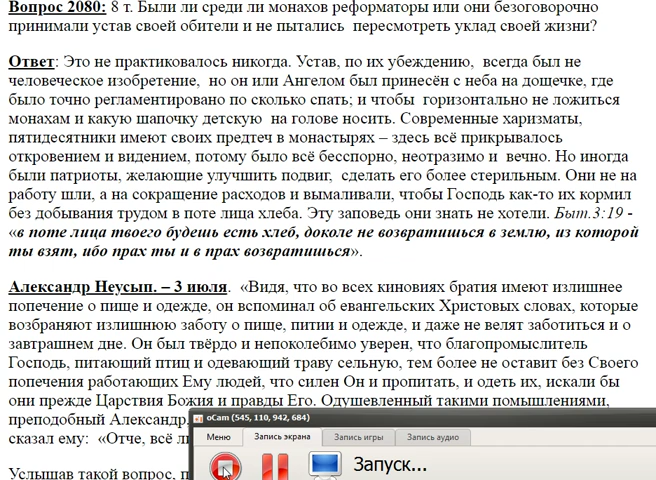 Вопрос 2080: 8 т. Были ли среди ли монахов реформаторы или они безоговорочно
принимали устав своей обители и не пытались пересмотреть уклад своей жизни?
Ответ: Это не практиковалось никогда. Устав, по их убеждению, всегда был не
человеческое изобретение, но он или Ангелом был принесён с неба на дощечке, где
было точно регламентировано по сколько спать; и чтобы горизонтально не ложиться
монахам и какую шапочку детскую на голове носить. Современные харизматы,
пятидесятники имеют своих предтеч в монастырях – здесь всё прикрывалось
откровением и видением, потому было всё бесспорно, неотразимо и вечно. Но иногда
были патриоты, желающие улучшить подвиг, сделать его более стерильным. Они не на
работу шли, а на сокращение расходов и вымаливали, чтобы Господь как-то их кормил
без добывания трудом в поте лица хлеба. Эту заповедь они знать не хотели. Быт.3:19 -
«в поте лица твоего будешь есть хлеб, доколе не возвратишься в землю, из которой
ты взят, ибо прах ты и в прах возвратишься».
Александр Неусып. – 3 июля. «Видя, что во всех киновиях братия имеют излишнее
попечение о пище и одежде, он вспоминал об евангельских Христовых словах, которые
возбраняют излишнюю заботу о пище, питии и одежде, и даже не велят заботиться и о
завтрашнем дне. Он был твёрдо и непоколебимо уверен, что благопромыслитель
Господь, питающий птиц и одевающий траву сельную, тем более не оставит без Своего
попечения работающих Ему людей, что силен Он и пропитать, и одеть их, искали бы
они прежде Царствия Божия и правды Его. Одушевленный такими помышлениями,
преподобный Александр,
сказал ему: «Отче, всё
Услышав такой вопрос,
oCam (545, 110, 942, 684)
Меню Запись экрана Запись игры Запись аудио
Запуск...